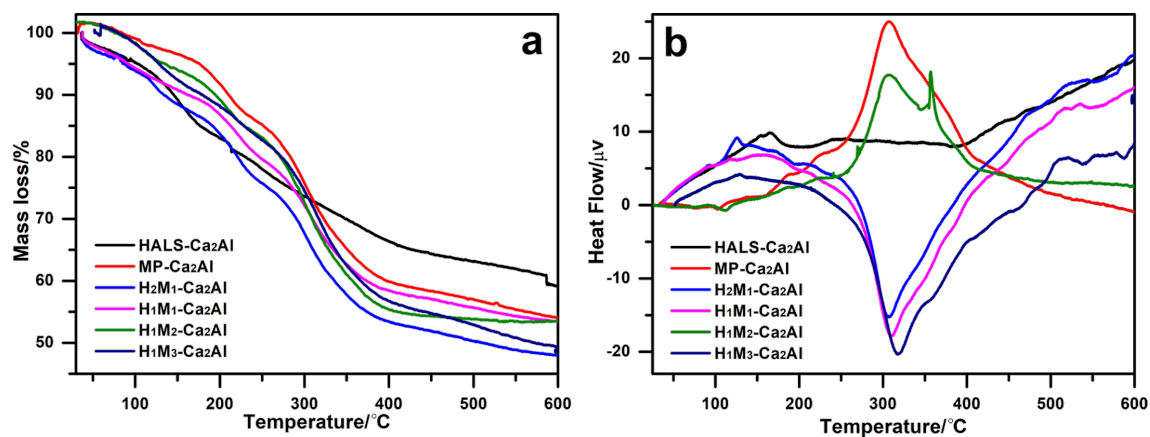 a
100
90
80
70
60
50
Mass loss/%
HALS-Ca2Al
MP-Ca2Al
H2M1-Ca2Al
H1M1-Ca2Al
H1M2-Ca2Al
H1M3-Ca2Al
100 200 300 400 500 600
Temperature/°C
b
20
10
0
-10
-20
Heat Flow/μv
HALS-Ca2Al
MP-Ca2Al
H2M1-Ca2Al
H1M1-Ca2Al
H1M2-Ca2Al
H1M3-Ca2Al
100 200 300 400 500 600
Temperature/°C